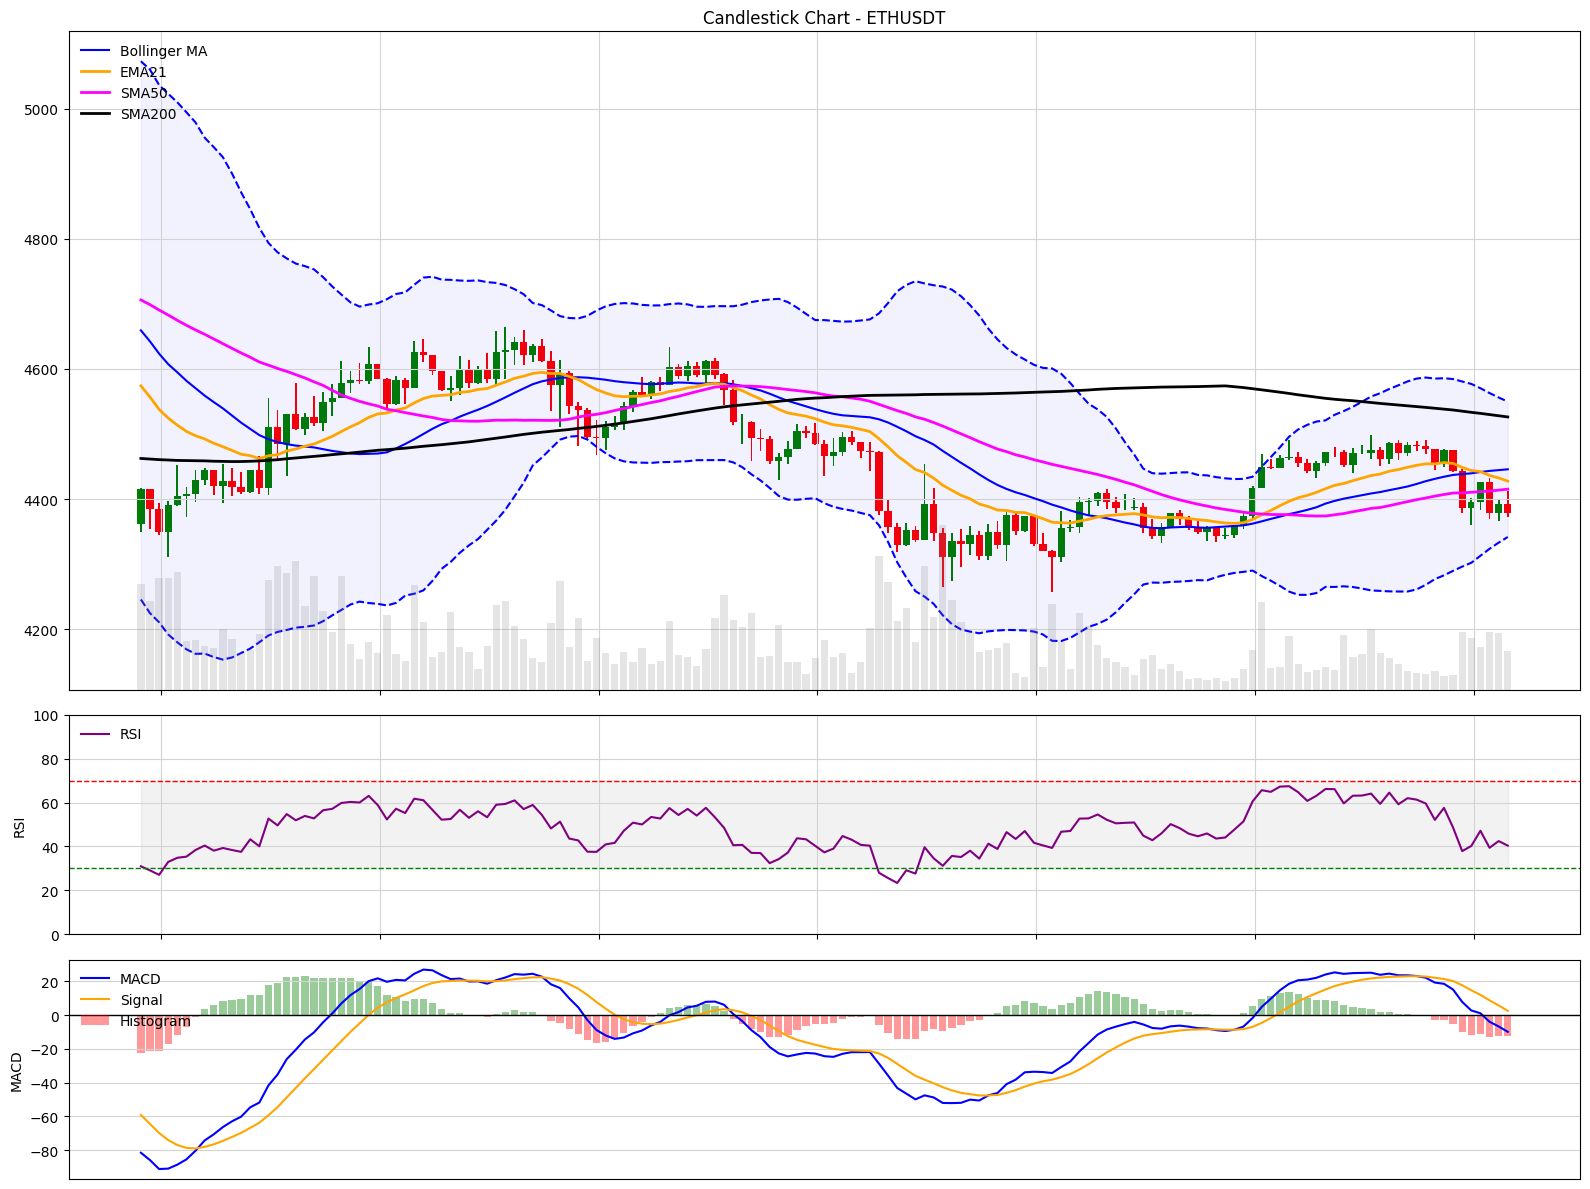 Candlestick Chart - ETHUSDT
Bollinger MA
EMA21
SMA50
SMA200
5000
4800
4600
4400
4200
RSI
100
80
60
40
20
0
RSI
MACD
Signal
Histogram
20
0
−20
−40
−60
−80
MACD